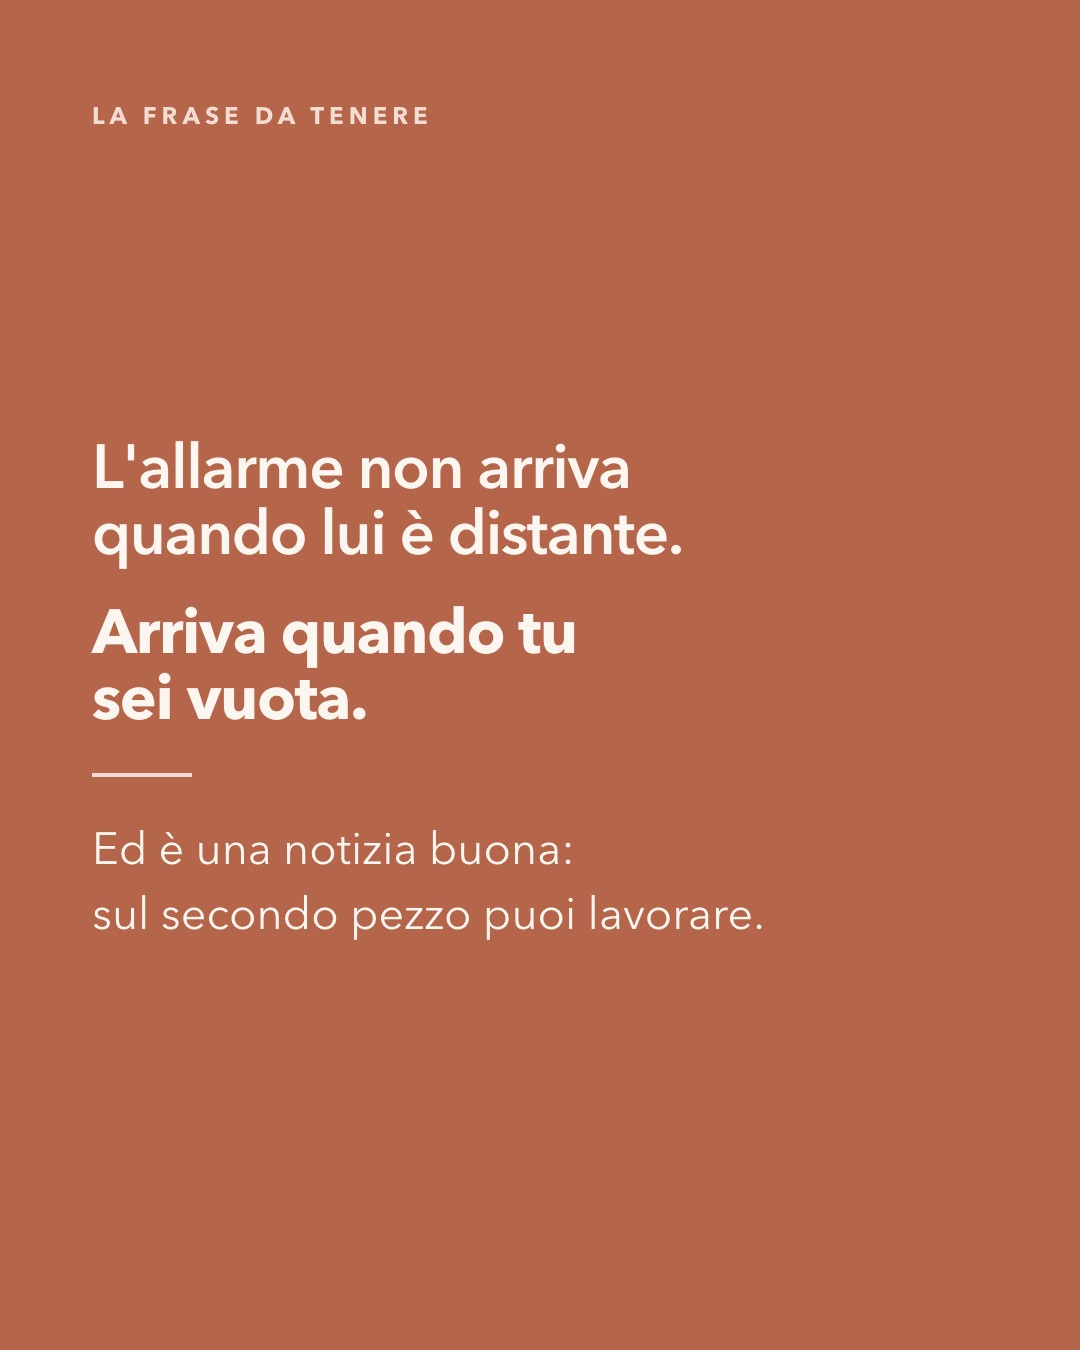 LA FRASE DA TENERE
L'allarme non arriva
quando lui è distante.
Arriva quando tu
sei vuota.
Ed è una notizia buona:
sul secondo pezzo puoi lavorare.